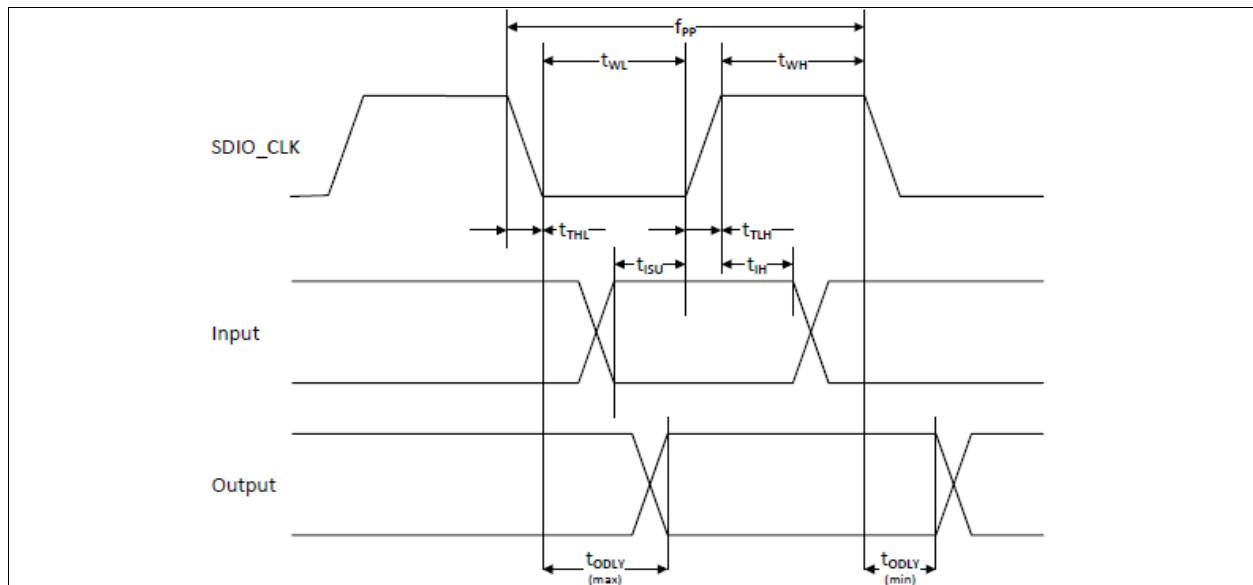 fPP
tWL
tWH
SDIO_CLK
tTHL
tTLH
tISU
tIH
Input
Output
tODLY
(max)
tODLY
(min)